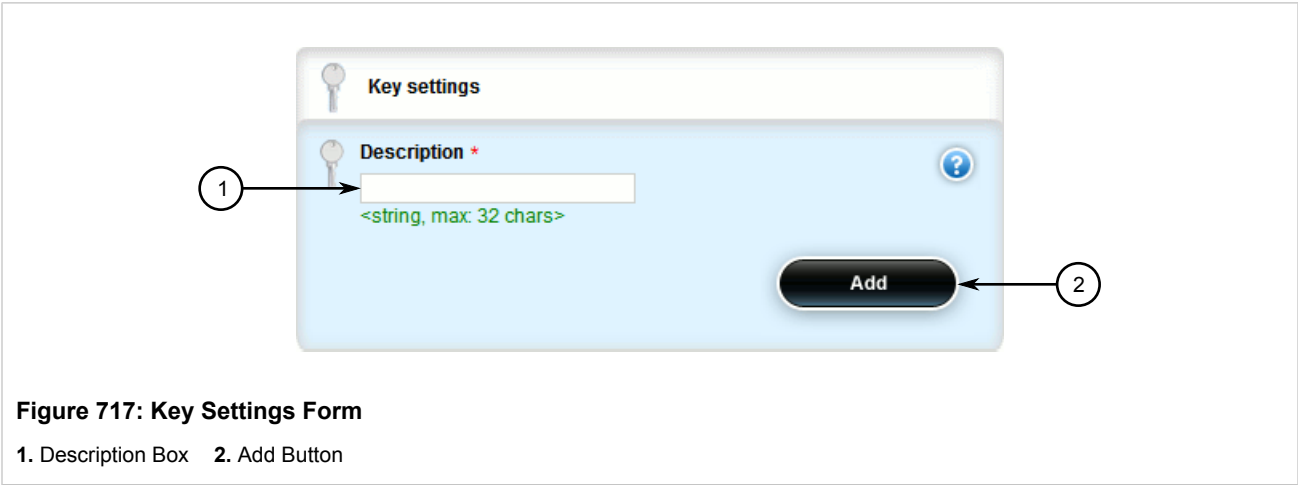 Key settings
Description *
1
<string, max: 32 chars>
Add
2
Figure 717: Key Settings Form
1. Description Box 2. Add Button